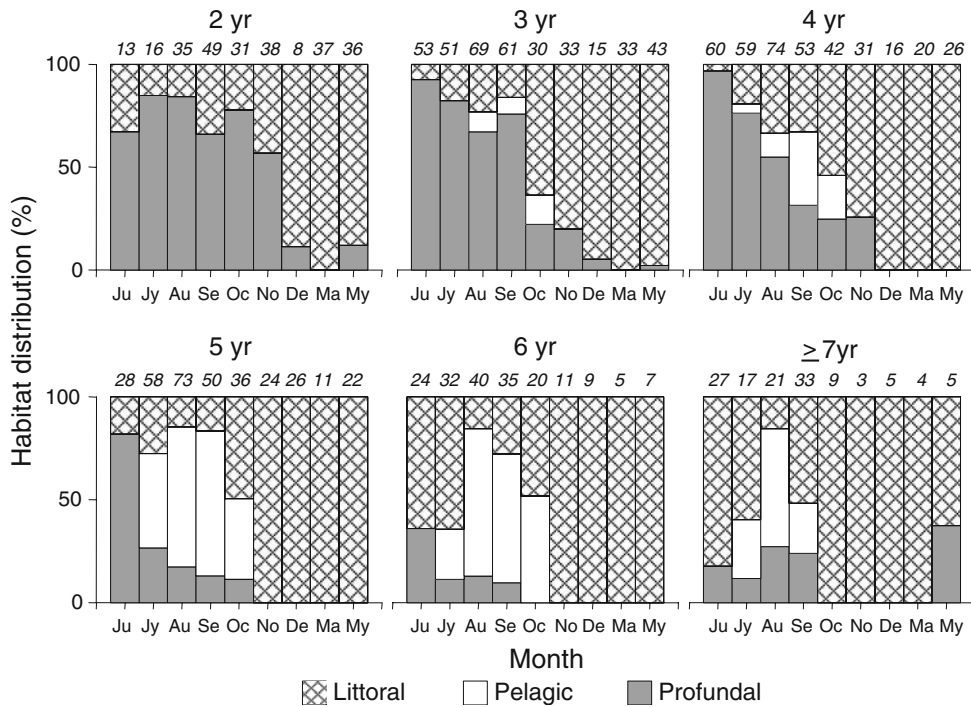 2 yr 3 yr 4 yr
13 16 35 49 31 38 8 37 36 53 51 69 61 30 33 15 33 43 60 59 74 53 42 31 16 20 26
100
50
0
Ju Jy Au Se Oc No De Ma My Ju Jy Au Se Oc No De Ma My Ju Jy Au Se Oc No De Ma My
Habitat distribution (%)
5 yr 6 yr ≥ 7yr
28 58 73 50 36 24 26 11 22 24 32 40 35 20 11 9 5 7 27 17 21 33 9 3 5 4 5
100
50
0
Ju Jy Au Se Oc No De Ma My Ju Jy Au Se Oc No De Ma My Ju Jy Au Se Oc No De Ma My
Month
Littoral Pelagic Profundal